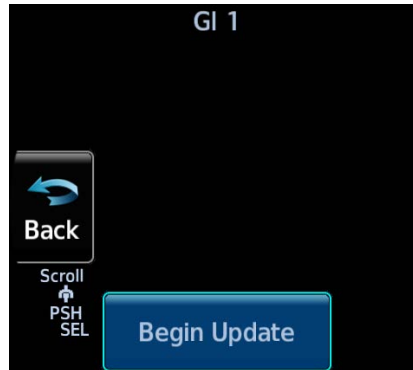 GI 1
Back
Scroll
PSH
SEL
Begin Update